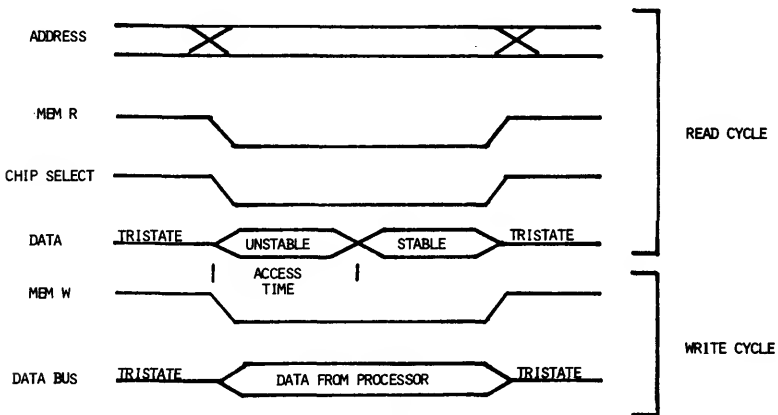 ADDRESS
MEM R
READ CYCLE
CHIP SELECT
DATA TRISTATE UNSTABLE STABLE TRISTATE
ACCESS
TIME
MEM W
WRITE CYCLE
DATA BUS TRISTATE DATA FROM PROCESSOR TRISTATE